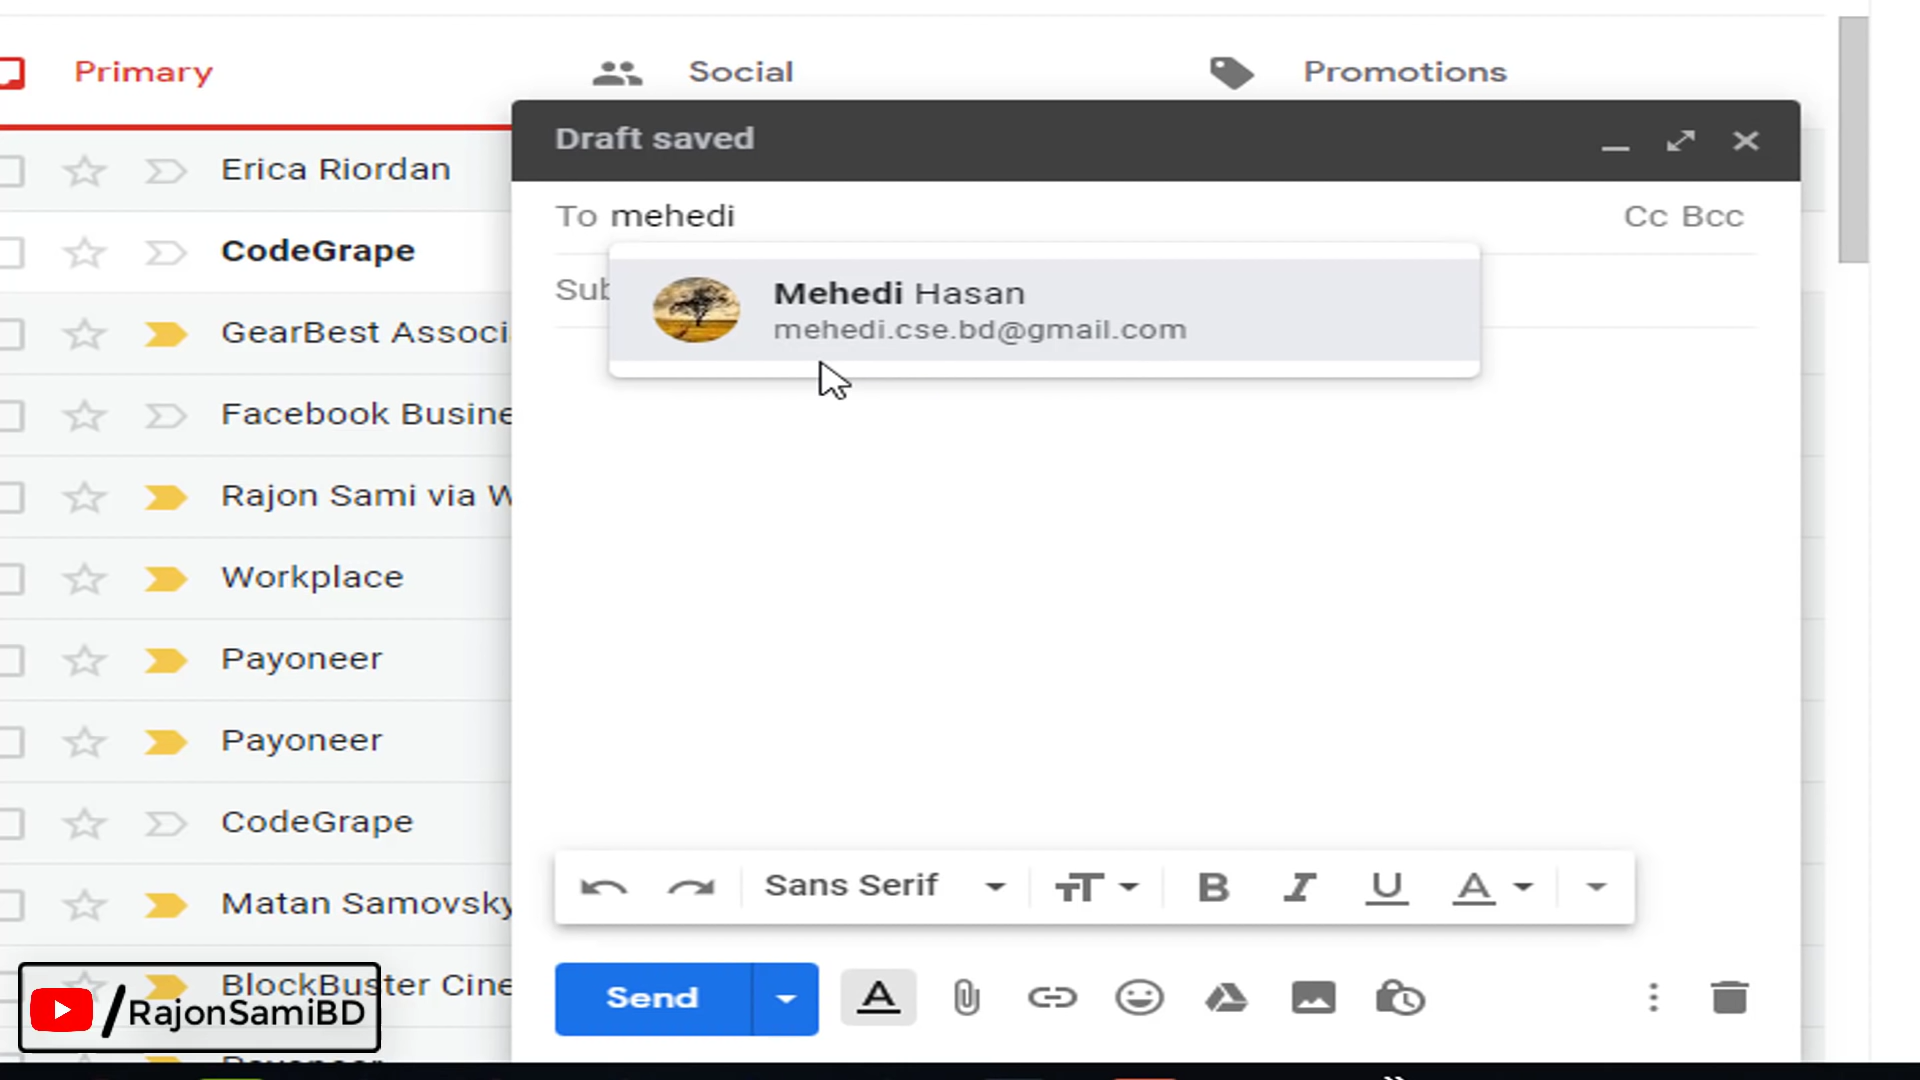 Primary
Social
Promotions
Draft saved
Erica Riordan
To mehedi
Cc Bcc
CodeGrape
Sub
Mehedi Hasan
mehedi.cse.bd@gmail.com
GearBest Associ
Facebook Busine
Rajon Sami via W
Workplace
Payoneer
Payoneer
CodeGrape
Sans Serif
Matan Samovsky
BlockBuster Cine
Send
/RajonSamiBD
Payoneer